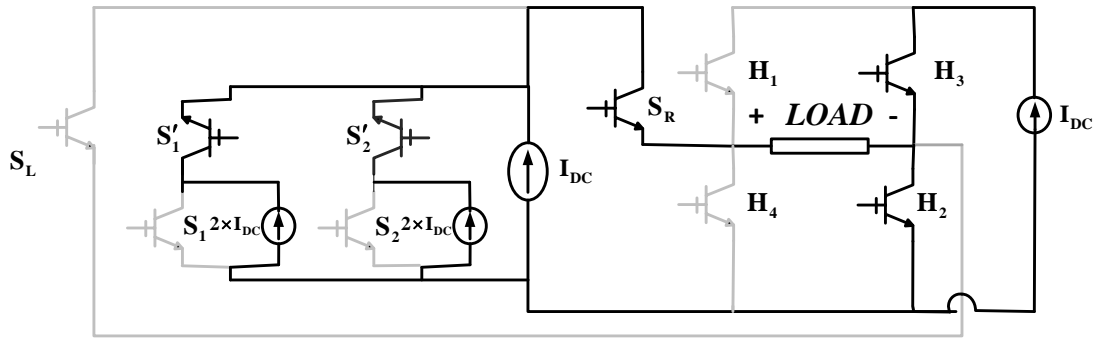 S_L
S'_1
S_1
2×I_DC
S'_2
S_2
2×I_DC
I_DC
S_R
H_1
+ LOAD -
H_4
H_3
H_2
I_DC